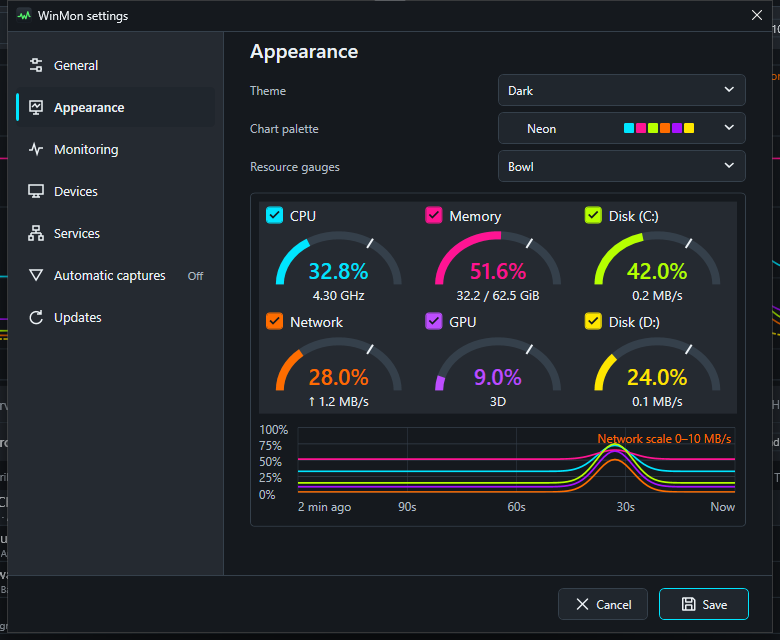 WinMon settings
General
Appearance
Monitoring
Devices
Services
Automatic captures Off
Updates
Appearance
Theme Dark
Chart palette Neon
Resource gauges Bowl
CPU Memory Disk (C:)
32.8% 51.6% 42.0%
4.30 GHz 32.2 / 62.5 GiB 0.2 MB/s
Network GPU Disk (D:)
28.0% 9.0% 24.0%
↑ 1.2 MB/s 3D 0.1 MB/s
100%
Network scale 0–10 MB/s
75%
50%
25%
0%
2 min ago 90s 60s 30s Now
Cancel Save